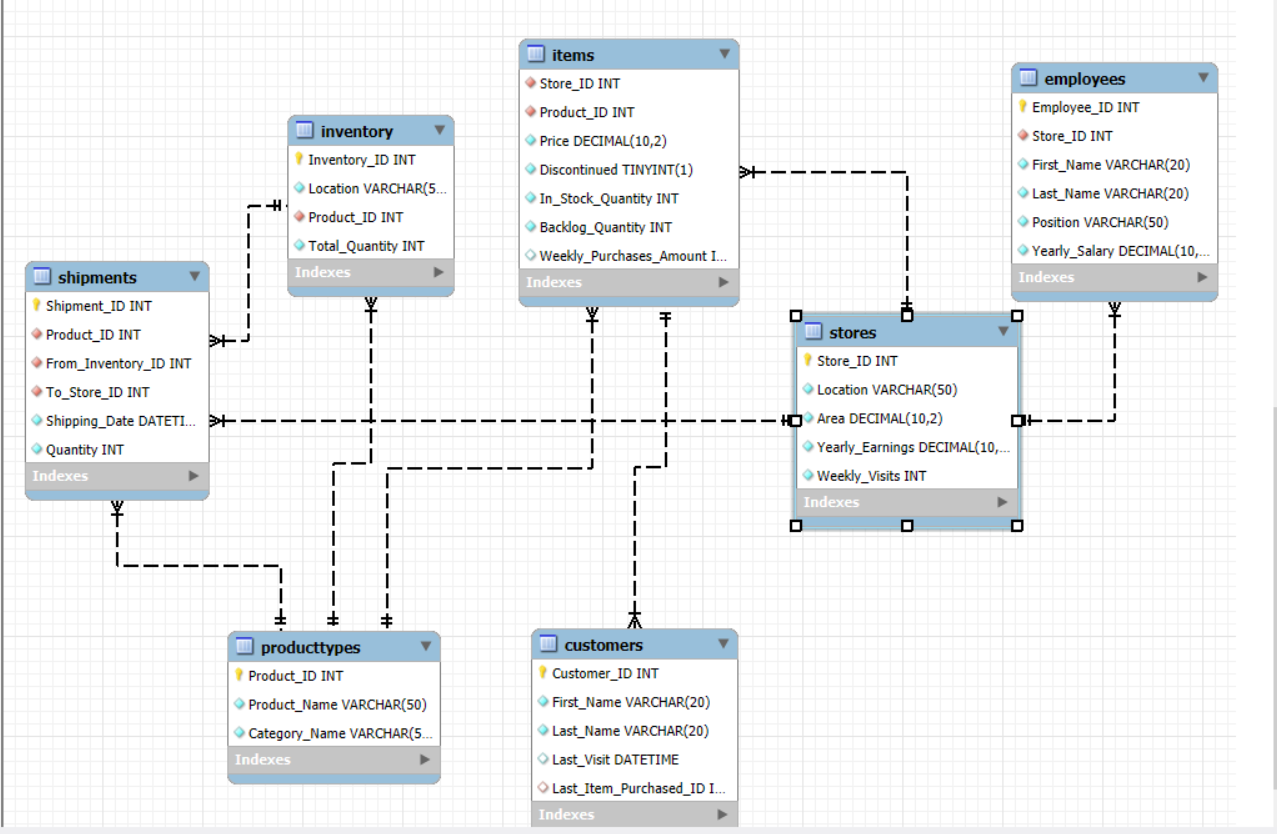 items
Store_ID INT
Product_ID INT
Price DECIMAL(10,2)
Discontinued TINYINT(1)
In_Stock_Quantity INT
Backlog_Quantity INT
Weekly_Purchases_Amount I...
Indexes
employees
Employee_ID INT
Store_ID INT
First_Name VARCHAR(20)
Last_Name VARCHAR(20)
Position VARCHAR(50)
Yearly_Salary DECIMAL(10,...
Indexes
inventory
Inventory_ID INT
Location VARCHAR(5...
Product_ID INT
Total_Quantity INT
Indexes
shipments
Shipment_ID INT
Product_ID INT
From_Inventory_ID INT
To_Store_ID INT
Shipping_Date DATETI...
Quantity INT
Indexes
stores
Store_ID INT
Location VARCHAR(50)
Area DECIMAL(10,2)
Yearly_Earnings DECIMAL(10,...
Weekly_Visits INT
Indexes
producttypes
Product_ID INT
Product_Name VARCHAR(50)
Category_Name VARCHAR(5...
Indexes
customers
Customer_ID INT
First_Name VARCHAR(20)
Last_Name VARCHAR(20)
Last_Visit DATETIME
Last_Item_Purchased_ID I...
Indexes